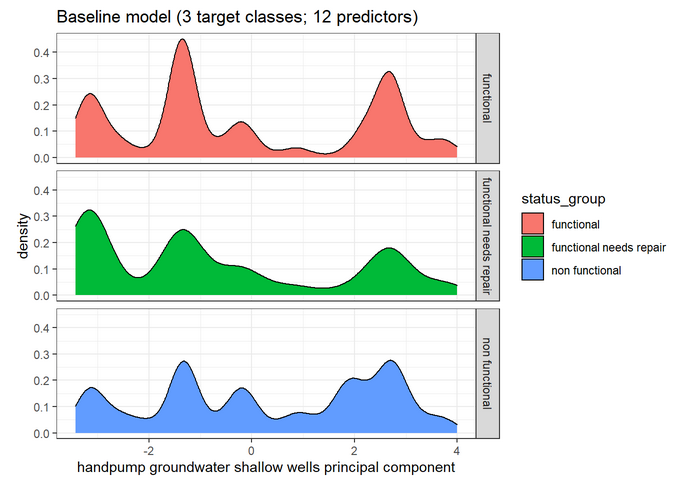 Baseline model (3 target classes; 12 predictors)
0.4
0.3
0.2
0.1
0.0
functional
0.4
0.3
0.2
0.1
0.0
functional needs repair
0.4
0.3
0.2
0.1
0.0
non functional
density
-2
0
2
4
handpump groundwater shallow wells principal component
status_group
functional
functional needs repair
non functional